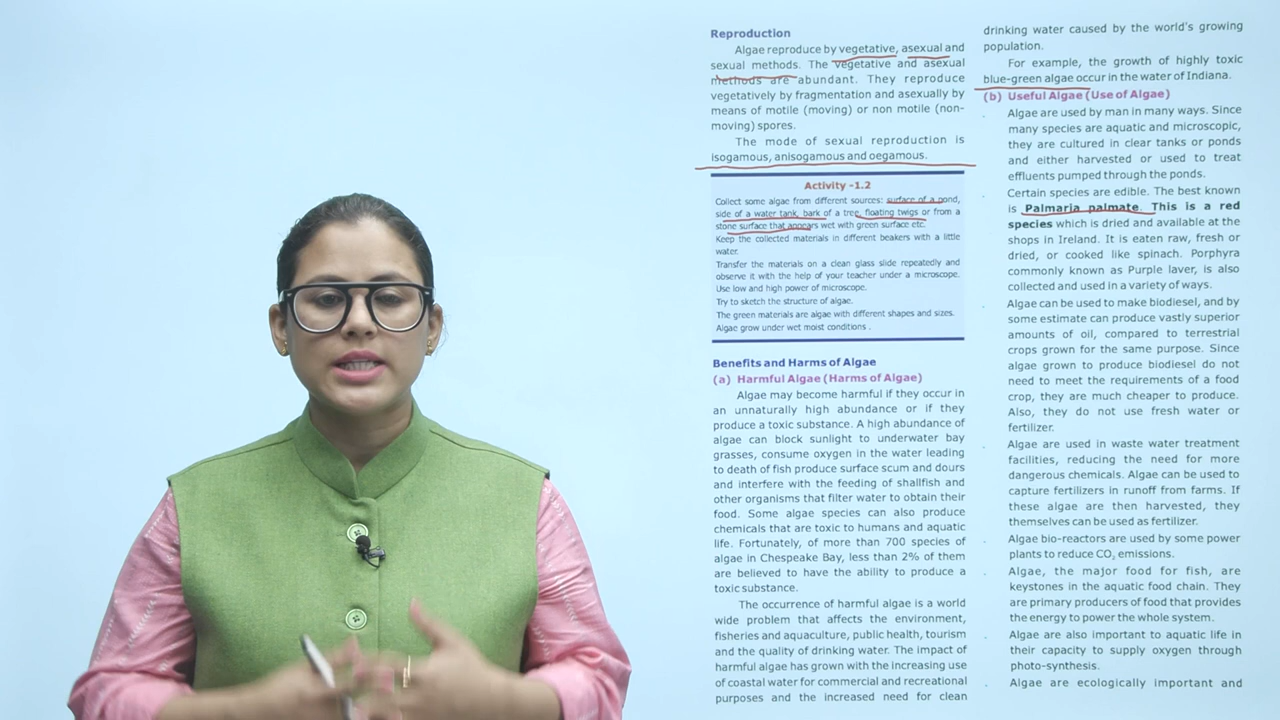 Reproduction
Algae reproduce by vegetative, asexual and
sexual methods. The vegetative and asexual
methods are abundant. They reproduce
vegetatively by fragmentation and asexually by
means of motile (moving) or non motile (non-
moving) spores.
The mode of sexual reproduction is
isogamous, anisogamous and oegamous.
Activity -1.2
Collect some algae from different sources: surface of a pond,
side of a water tank, bark of a tree, floating twigs or from a
stone surface that appears wet with green surface etc.
Keep the collected materials in different beakers with a little
water.
Transfer the materials on a clean glass slide repeatedly and
observe it with the help of your teacher under a microscope.
Use low and high power of microscope.
Try to sketch the structure of algae.
The green materials are algae with different shapes and sizes.
Algae grow under wet moist conditions .
Benefits and Harms of Algae
(a) Harmful Algae (Harms of Algae)
Algae may become harmful if they occur in
an unnaturally high abundance or if they
produce a toxic substance. A high abundance of
algae can block sunlight to underwater bay
grasses, consume oxygen in the water leading
to death of fish produce surface scum and dours
and interfere with the feeding of shallfish and
other organisms that filter water to obtain their
food. Some algae species can also produce
chemicals that are toxic to humans and aquatic
life. Fortunately, of more than 700 species of
algae in Chespeake Bay, less than 2% of them
are believed to have the ability to produce a
toxic substance.
The occurrence of harmful algae is a world
wide problem that affects the environment,
fisheries and aquaculture, public health, tourism
and the quality of drinking water. The impact of
harmful algae has grown with the increasing use
of coastal water for commercial and recreational
purposes and the increased need for clean
drinking water caused by the world's growing
population.
For example, the growth of highly toxic
blue-green algae occur in the water of Indiana.
(b) Useful Algae (Use of Algae)
Algae are used by man in many ways. Since
many species are aquatic and microscopic,
they are cultured in clear tanks or ponds
and either harvested or used to treat
effluents pumped through the ponds.
Certain species are edible. The best known
is Palmaria palmate. This is a red
species which is dried and available at the
shops in Ireland. It is eaten raw, fresh or
dried, or cooked like spinach. Porphyra
commonly known as Purple laver, is also
collected and used in a variety of ways.
Algae can be used to make biodiesel, and by
some estimate can produce vastly superior
amounts of oil, compared to terrestrial
crops grown for the same purpose. Since
algae grown to produce biodiesel do not
need to meet the requirements of a food
crop, they are much cheaper to produce.
Also, they do not use fresh water or
fertilizer.
Algae are used in waste water treatment
facilities, reducing the need for more
dangerous chemicals. Algae can be used to
capture fertilizers in runoff from farms. If
these algae are then harvested, they
themselves can be used as fertilizer.
Algae bio-reactors are used by some power
plants to reduce CO₂ emissions.
Algae, the major food for fish, are
keystones in the aquatic food chain. They
are primary producers of food that provides
the energy to power the whole system.
Algae are also important to aquatic life in
their capacity to supply oxygen through
photo-synthesis.
Algae are ecologically important and